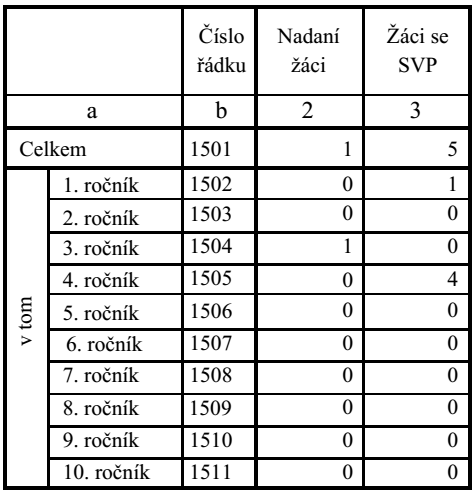 Číslo řádku Nadaní žáci Žáci se SVP
a b 2 3
Celkem 1501 1 5
v tom
1. ročník 1502 0 1
2. ročník 1503 0 0
3. ročník 1504 1 0
4. ročník 1505 0 4
5. ročník 1506 0 0
6. ročník 1507 0 0
7. ročník 1508 0 0
8. ročník 1509 0 0
9. ročník 1510 0 0
10. ročník 1511 0 0